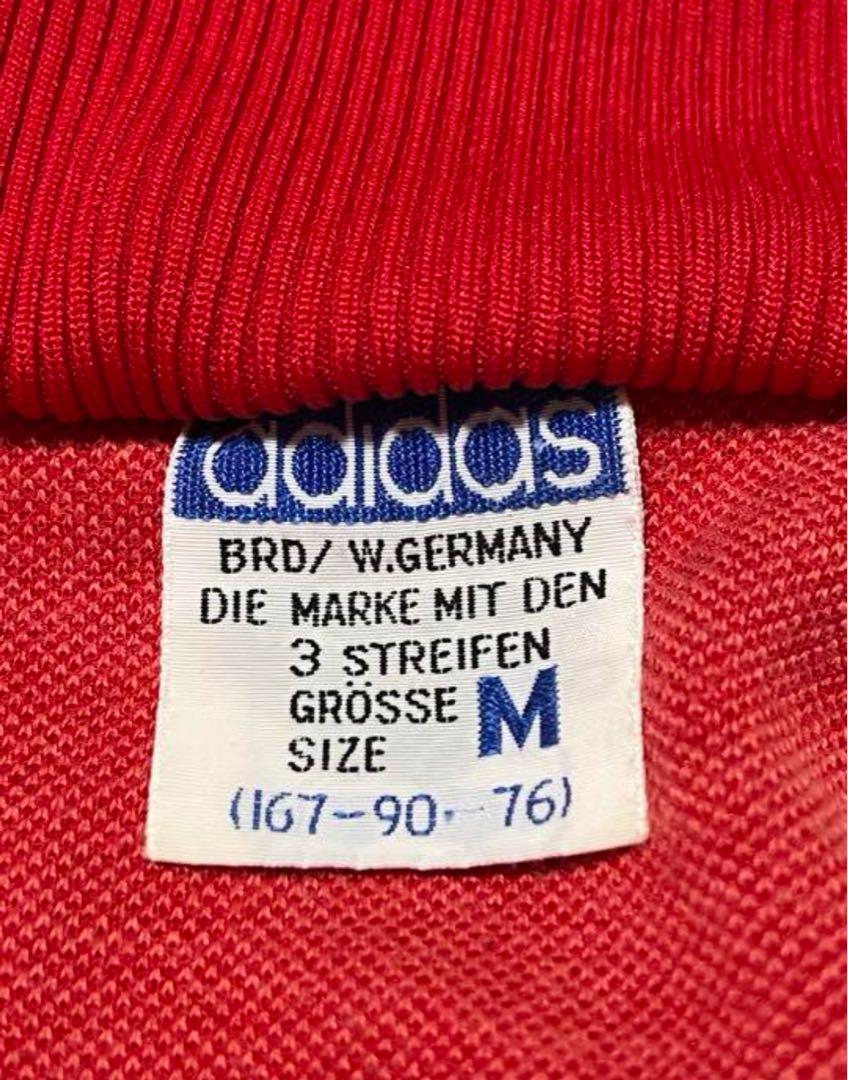 adidas
BRD/ W.GERMANY
DIE MARKE MIT DEN
3 STREIFEN
GRÖSSE M
SIZE
(167-90-76)